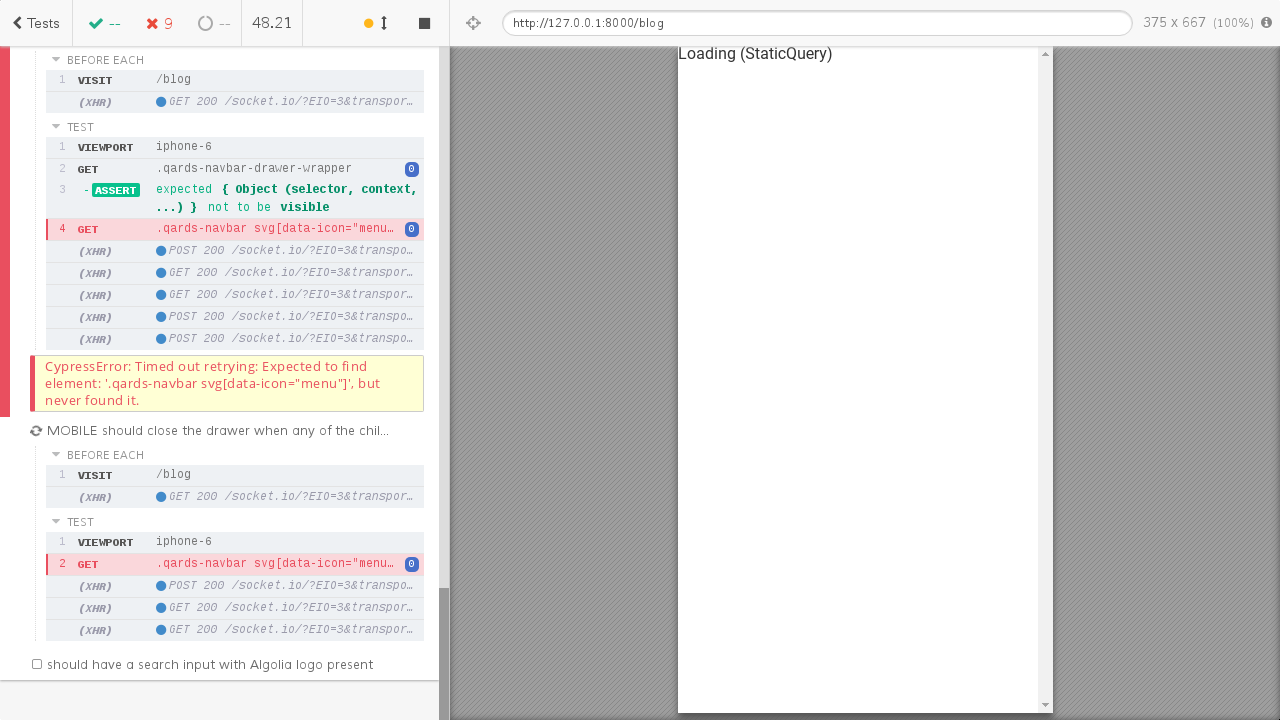 Tests
--
9
--
48.21
http://127.0.0.1:8000/blog
375 x 667 (100%)
BEFORE EACH
1 VISIT /blog
(XHR) GET 200 /socket.io/?EIO=3&transpor…
TEST
1 VIEWPORT iphone-6
2 GET .qards-navbar-drawer-wrapper 0
3 -ASSERT expected { Object (selector, context,
...) } not to be visible
4 GET .qards-navbar svg[data-icon="menu… 0
(XHR) POST 200 /socket.io/?EIO=3&transpo…
(XHR) GET 200 /socket.io/?EIO=3&transpor…
(XHR) GET 200 /socket.io/?EIO=3&transpor…
(XHR) POST 200 /socket.io/?EIO=3&transpo…
(XHR) POST 200 /socket.io/?EIO=3&transpo…
CypressError: Timed out retrying: Expected to find
element: '.qards-navbar svg[data-icon="menu"]', but
never found it.
MOBILE should close the drawer when any of the chil...
BEFORE EACH
1 VISIT /blog
(XHR) GET 200 /socket.io/?EIO=3&transpor…
TEST
1 VIEWPORT iphone-6
2 GET .qards-navbar svg[data-icon="menu… 0
(XHR) POST 200 /socket.io/?EIO=3&transpo…
(XHR) GET 200 /socket.io/?EIO=3&transpor…
(XHR) GET 200 /socket.io/?EIO=3&transpor…
should have a search input with Algolia logo present
Loading (StaticQuery)